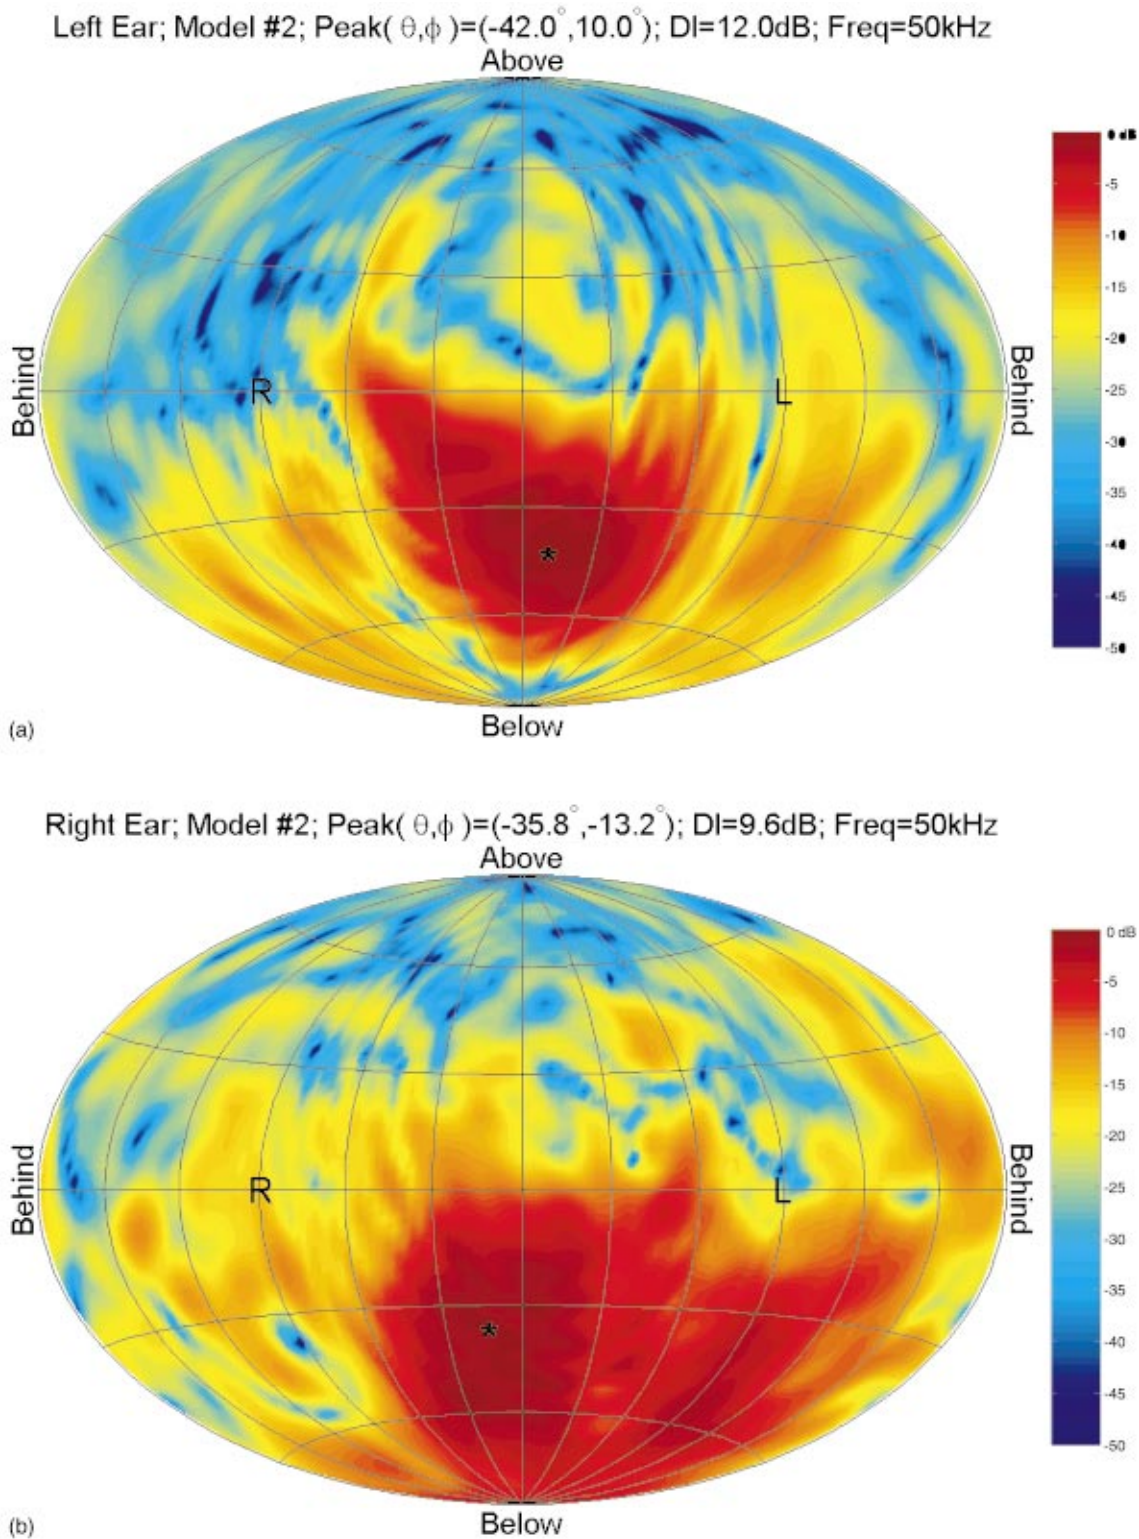 Left Ear; Model #2; Peak( θ,ϕ )=(-42.0°,10.0°); DI=12.0dB; Freq=50kHz
Above
0 dB
-5
-10
-15
-20
-25
-30
-35
-40
-45
-50
Behind
R
L
Behind
Below
(a)
Right Ear; Model #2; Peak( θ,ϕ )=(-35.8°,-13.2°); DI=9.6dB; Freq=50kHz
Above
0 dB
-5
-10
-15
-20
-25
-30
-35
-40
-45
-50
Behind
R
L
Behind
Below
(b)